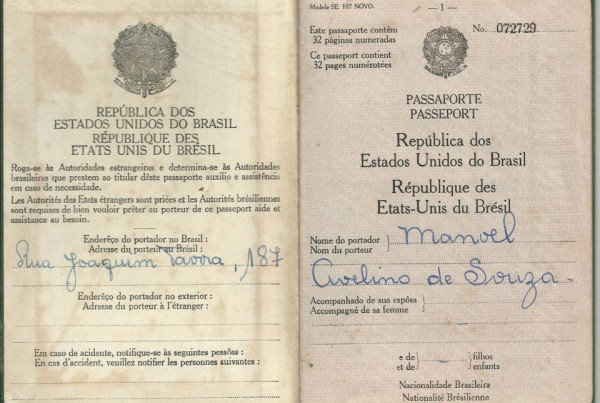 REPÚBLICA DOS
ESTADOS UNIDOS DO BRASIL
RÉPUBLIQUE DES
ETATS UNIS DU BRÉSIL
Roga-se às Autoridades estrangeiras e determina-se às Autoridades
brasileiras que prestem ao titular dêste passaporte auxílio e assistência
em caso de necessidade.
Les Autorités des Etats étrangers sont priées et les Autorités brésiliennes
sont requises de bien vouloir prêter au porteur de ce passeport aide et
assistance au besoin.
Enderêço do portador no Brasil :
Adresse du porteur au Brésil :
Rua Joaquim Tavora, 187
Enderêço do portador no exterior :
Adresse du porteur à l'étranger :
Em caso de acidente, notifique-se às seguintes pessôas :
En cas d'accident, veuillez notifier les personnes suivantes :
Modelo SE. 107 NOVO.
— 1 —
Este passaporte contém
32 páginas numeradas
Ce passeport contient
32 pages numérotées
No. 072729
PASSAPORTE
PASSEPORT
República dos
Estados Unidos do Brasil
République des
Etats-Unis du Brésil
Nome do portador
Nom du porteur
Manoel
Avelino de Souza -
Acompanhado de sua espôsa
Accompagné de sa femme
e de
et de
filhos
enfants
Nacionalidade Brasileira
Nationalité Brésilienne